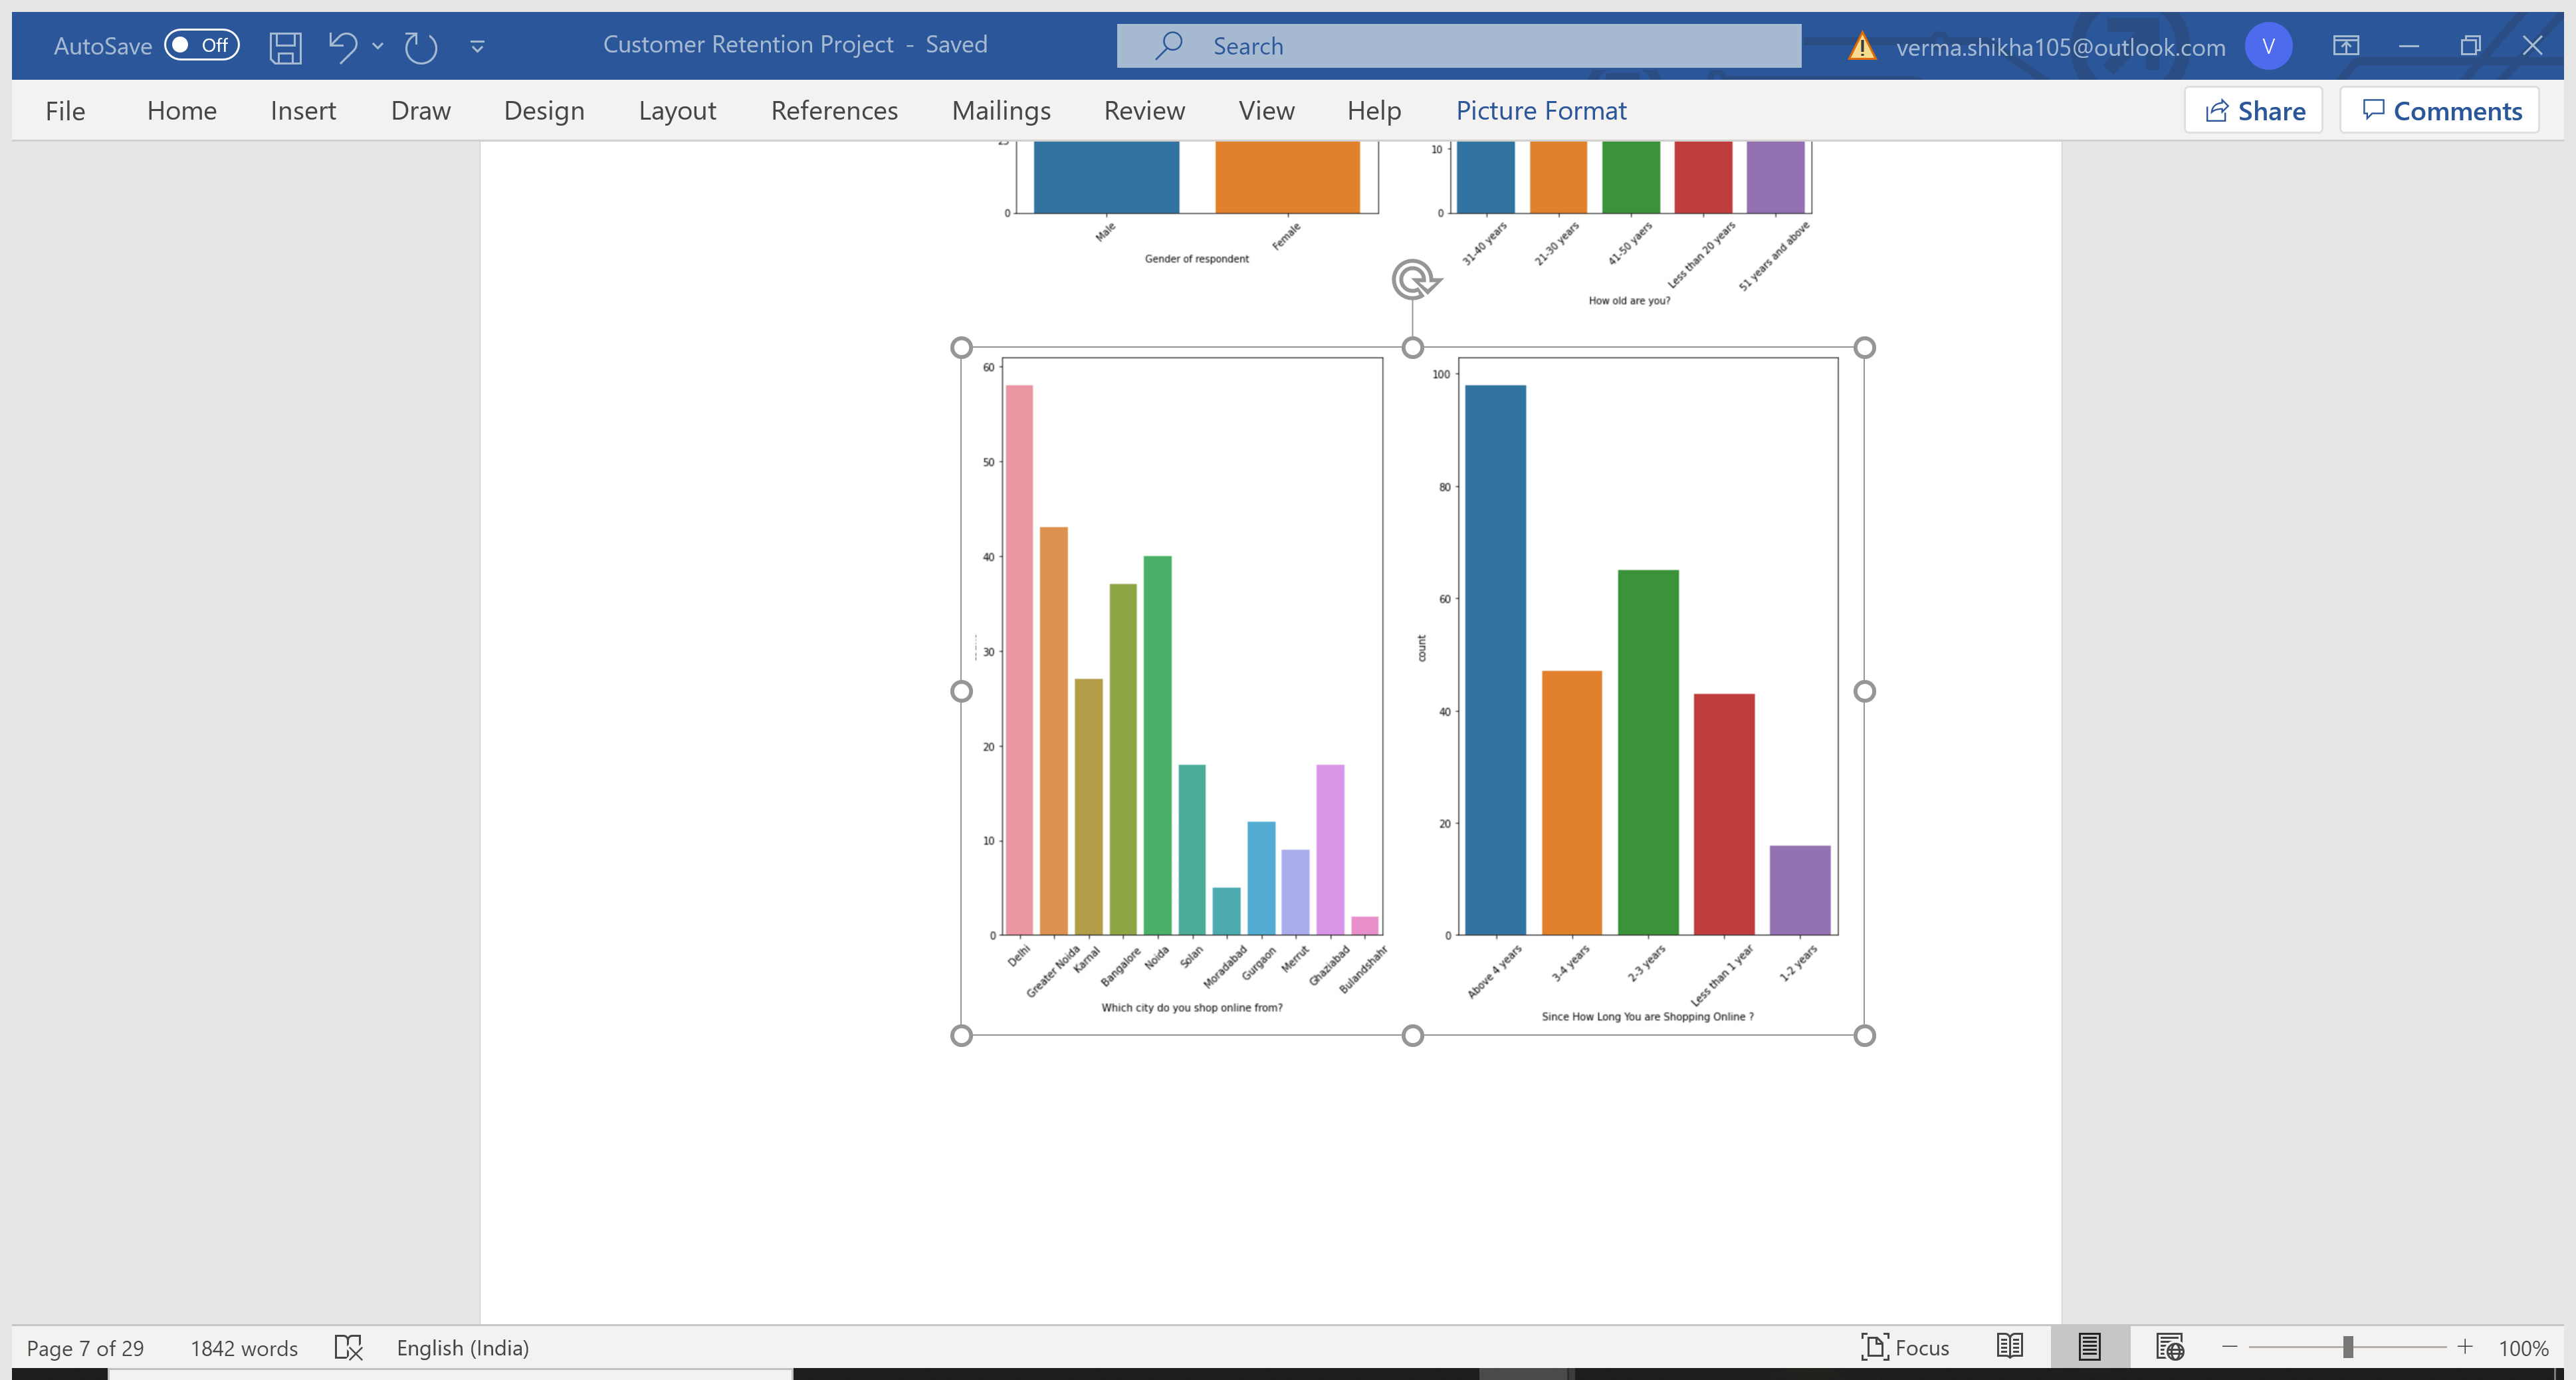 AutoSave Off Customer Retention Project - Saved Search verma.shikha105@outlook.com V
File Home Insert Draw Design Layout References Mailings Review View Help Picture Format Share Comments
0
Male Female
Gender of respondent
10
0
31-40 years 21-30 years 41-50 yaers Less than 20 years 51 years and above
How old are you?
60
50
40
30
20
10
0
Delhi Greater Noida Karnal Bangalore Noida Solan Moradabad Gurgaon Merrut Ghaziabad Bulandshahr
Which city do you shop online from?
100
80
60
40
20
0
count
Above 4 years 3-4 years 2-3 years Less than 1 year 1-2 years
Since How Long You are Shopping Online ?
Page 7 of 29 1842 words English (India) Focus 100%